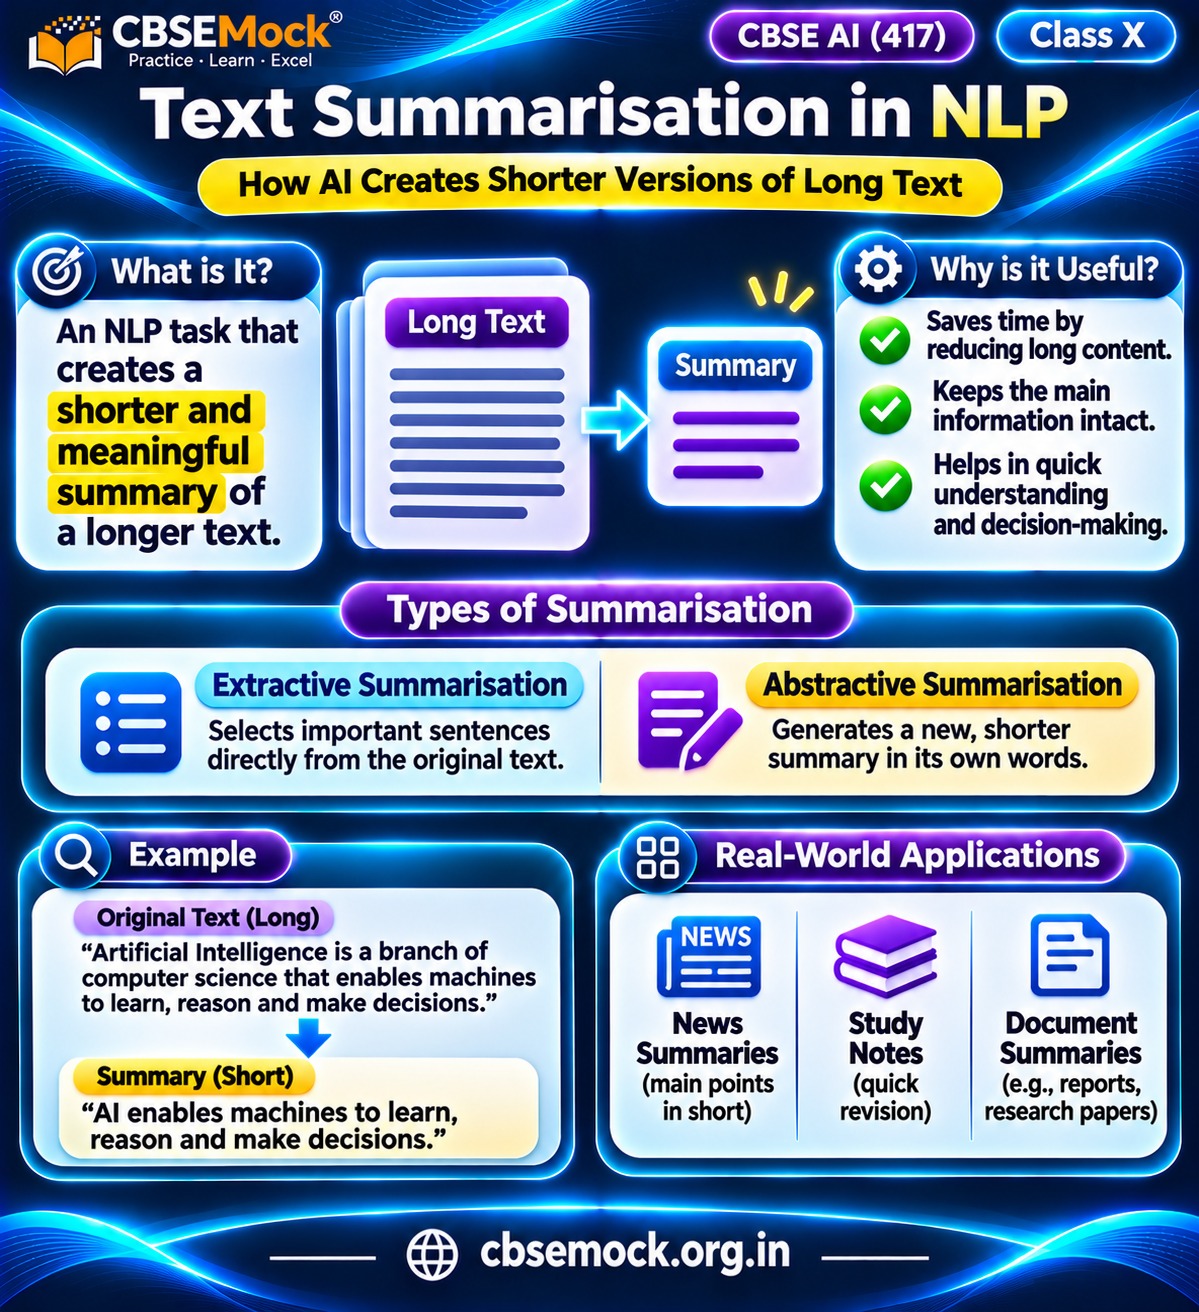 CBSEMock®
Practice · Learn · Excel
CBSE AI (417)
Class X
Text Summarisation in NLP
How AI Creates Shorter Versions of Long Text
What is It?
An NLP task that
creates a
shorter and
meaningful
summary of
a longer text.
Long Text
Summary
Why is it Useful?
Saves time by
reducing long content.
Keeps the main
information intact.
Helps in quick
understanding
and decision-making.
Types of Summarisation
Extractive Summarisation
Selects important sentences
directly from the original text.
Abstractive Summarisation
Generates a new, shorter
summary in its own words.
Example
Original Text (Long)
“Artificial Intelligence is a branch of
computer science that enables machines
to learn, reason and make decisions.”
Summary (Short)
“AI enables machines to learn,
reason and make decisions.”
Real-World Applications
NEWS
News
Summaries
(main points
in short)
Study
Notes
(quick
revision)
Document
Summaries
(e.g., reports,
research papers)
cbsemock.org.in